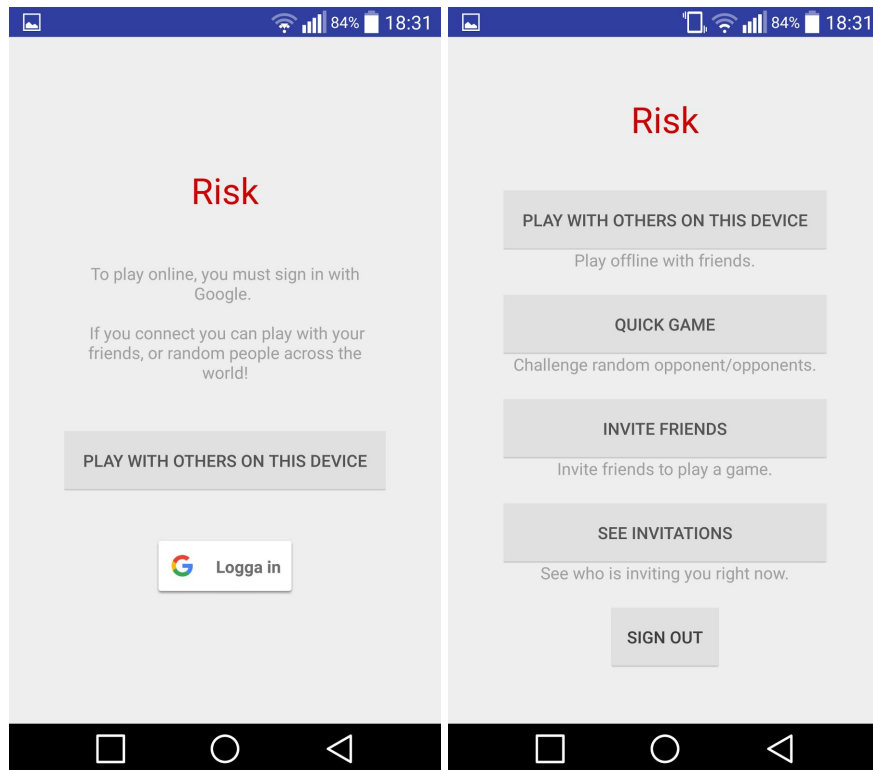 84% 18:31
Risk
To play online, you must sign in with
Google.
If you connect you can play with your
friends, or random people across the
world!
PLAY WITH OTHERS ON THIS DEVICE
Logga in
84% 18:31
Risk
PLAY WITH OTHERS ON THIS DEVICE
Play offline with friends.
QUICK GAME
Challenge random opponent/opponents.
INVITE FRIENDS
Invite friends to play a game.
SEE INVITATIONS
See who is inviting you right now.
SIGN OUT